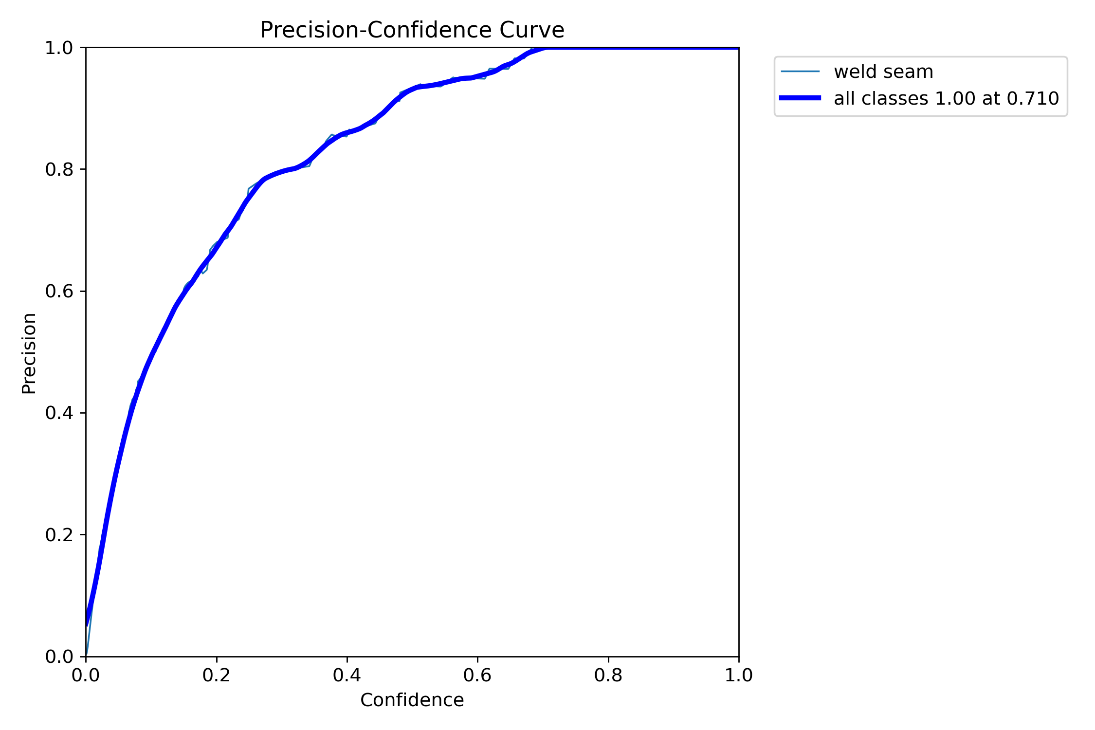 Precision-Confidence Curve
weld seam
all classes 1.00 at 0.710
1.0
0.8
0.6
0.4
0.2
0.0
Precision
0.0 0.2 0.4 0.6 0.8 1.0
Confidence